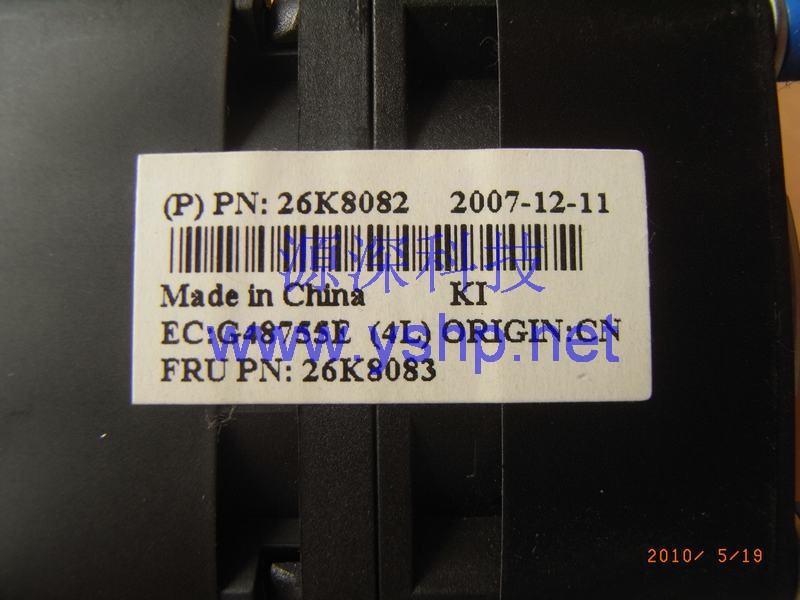 (P) PN: 26K8082 2007-12-11
源深科技
Made in China KI
EC:G48755E (4L) ORIGIN:CN
www.yshp.net
FRU PN: 26K8083
2010/ 5/19